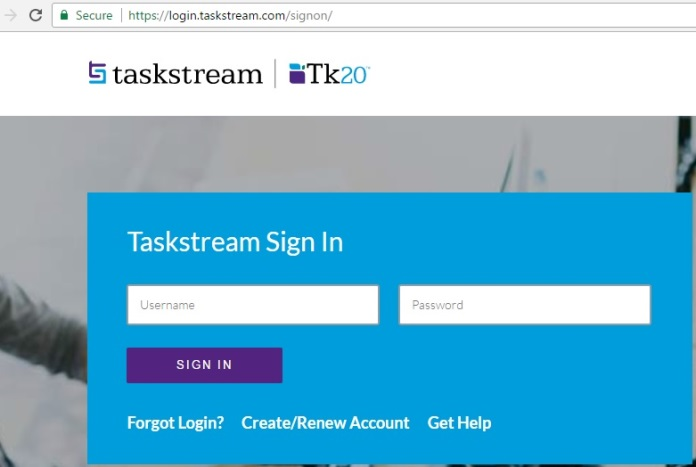 Secure | https://login.taskstream.com/signon/
taskstream | Tk20™
Taskstream Sign In
Username Password
SIGN IN
Forgot Login? Create/Renew Account Get Help